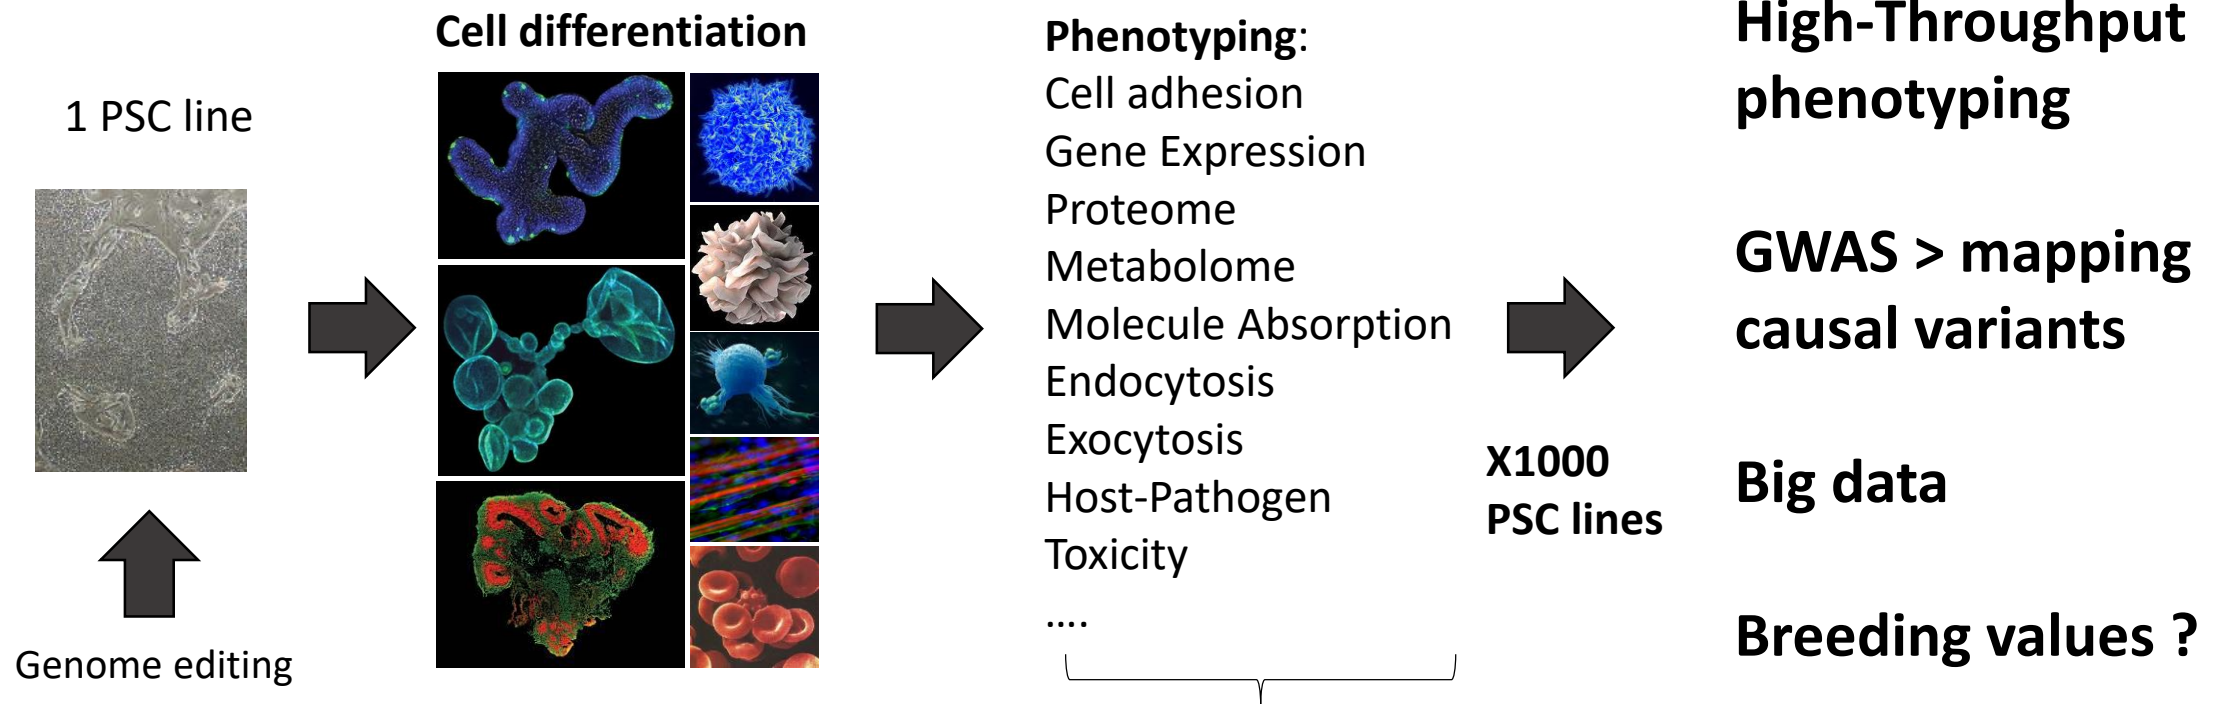 1 PSC line
Genome editing
Cell differentiation
Phenotyping:
Cell adhesion
Gene Expression
Proteome
Metabolome
Molecule Absorption
Endocytosis
Exocytosis
Host-Pathogen
Toxicity
....
X1000
PSC lines
High-Throughput
phenotyping
GWAS > mapping
causal variants
Big data
Breeding values ?